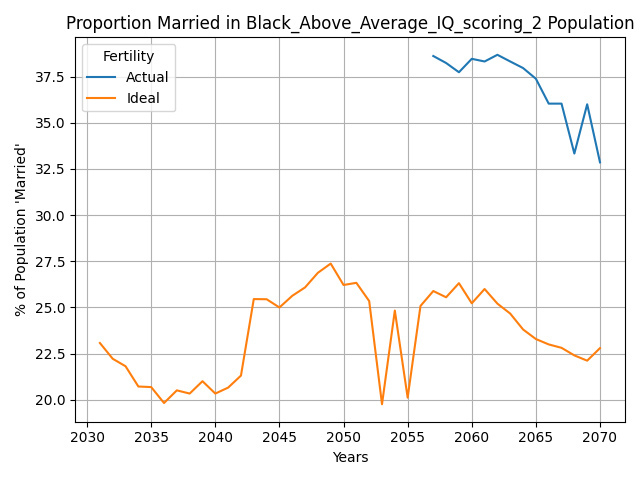 Proportion Married in Black_Above_Average_IQ_scoring_2 Population
Fertility
Actual
Ideal
37.5
35.0
32.5
30.0
27.5
25.0
22.5
20.0
% of Population 'Married'
2030 2035 2040 2045 2050 2055 2060 2065 2070
Years